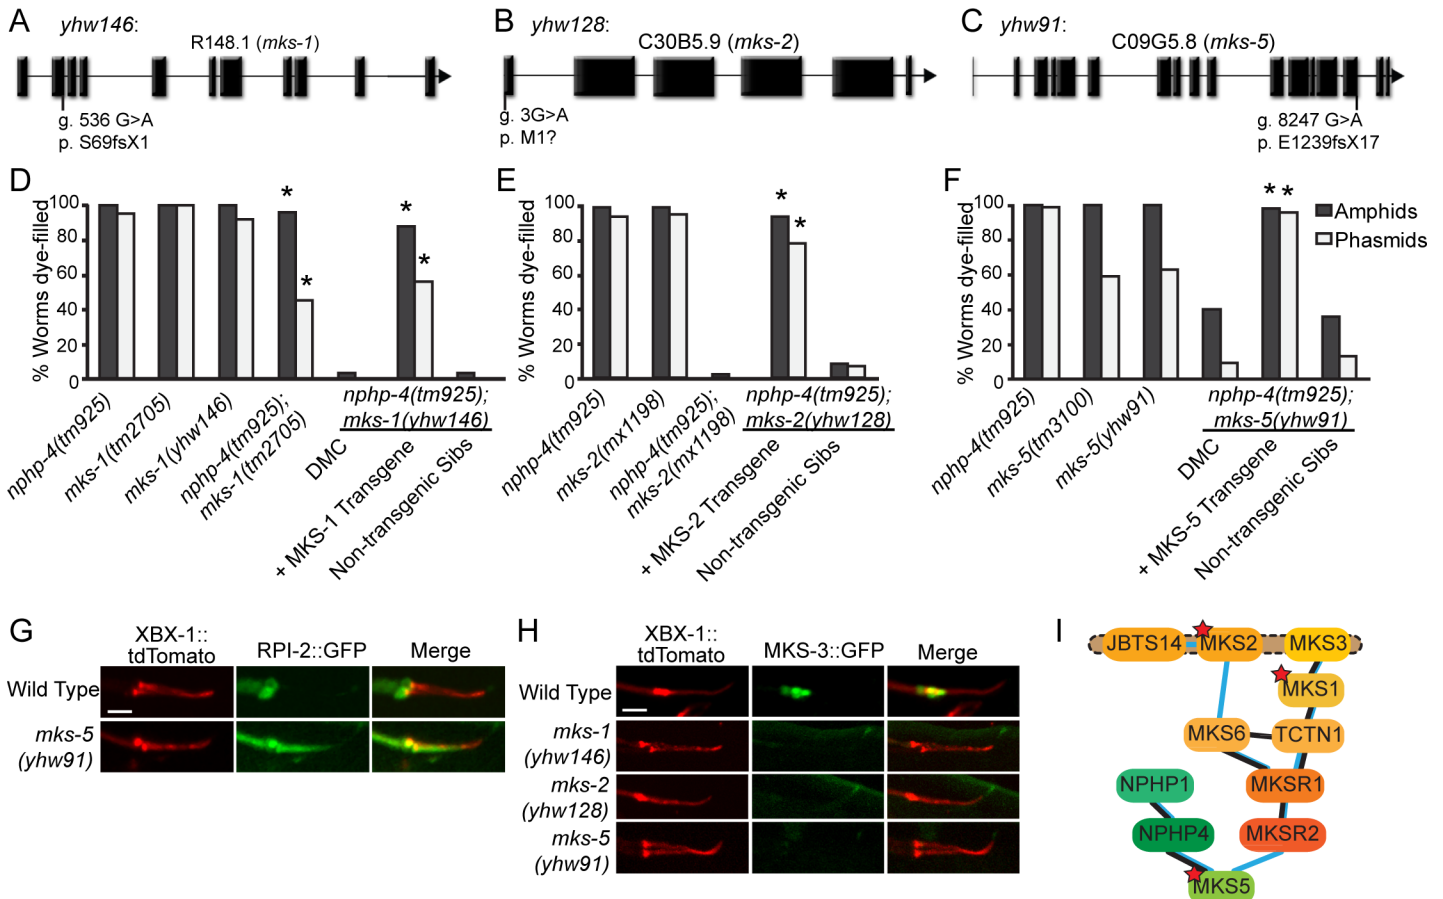 A
yhw146:
R148.1 (mks-1)
g. 536 G>A
p. S69fsX1
B
yhw128:
C30B5.9 (mks-2)
g. 3G>A
p. M1?
C
yhw91:
C09G5.8 (mks-5)
g. 8247 G>A
p. E1239fsX17
D
% Worms dye-filled
100
80
60
40
20
0
* * * *
nphp-4(tm925)
mks-1(tm2705)
mks-1(yhw146)
nphp-4(tm925);
mks-1(tm2705)
nphp-4(tm925);
mks-1(yhw146)
DMC
+ MKS-1 Transgene
Non-transgenic Sibs
E
% Worms dye-filled
100
80
60
40
20
0
* *
nphp-4(tm925)
mks-2(mx1198)
nphp-4(tm925);
mks-2(mx1198)
nphp-4(tm925);
mks-2(yhw128)
+ MKS-2 Transgene
Non-transgenic Sibs
F
% Worms dye-filled
100
80
60
40
20
0
* *
Amphids
Phasmids
nphp-4(tm925)
mks-5(tm3100)
mks-5(yhw91)
nphp-4(tm925);
mks-5(yhw91)
DMC
+ MKS-5 Transgene
Non-transgenic Sibs
G
XBX-1::
tdTomato
RPI-2::GFP
Merge
Wild Type
mks-5
(yhw91)
H
XBX-1::
tdTomato
MKS-3::GFP
Merge
Wild Type
mks-1
(yhw146)
mks-2
(yhw128)
mks-5
(yhw91)
I
JBTS14
MKS2
MKS3
MKS1
MKS6
TCTN1
NPHP1
MKSR1
NPHP4
MKSR2
MKS5